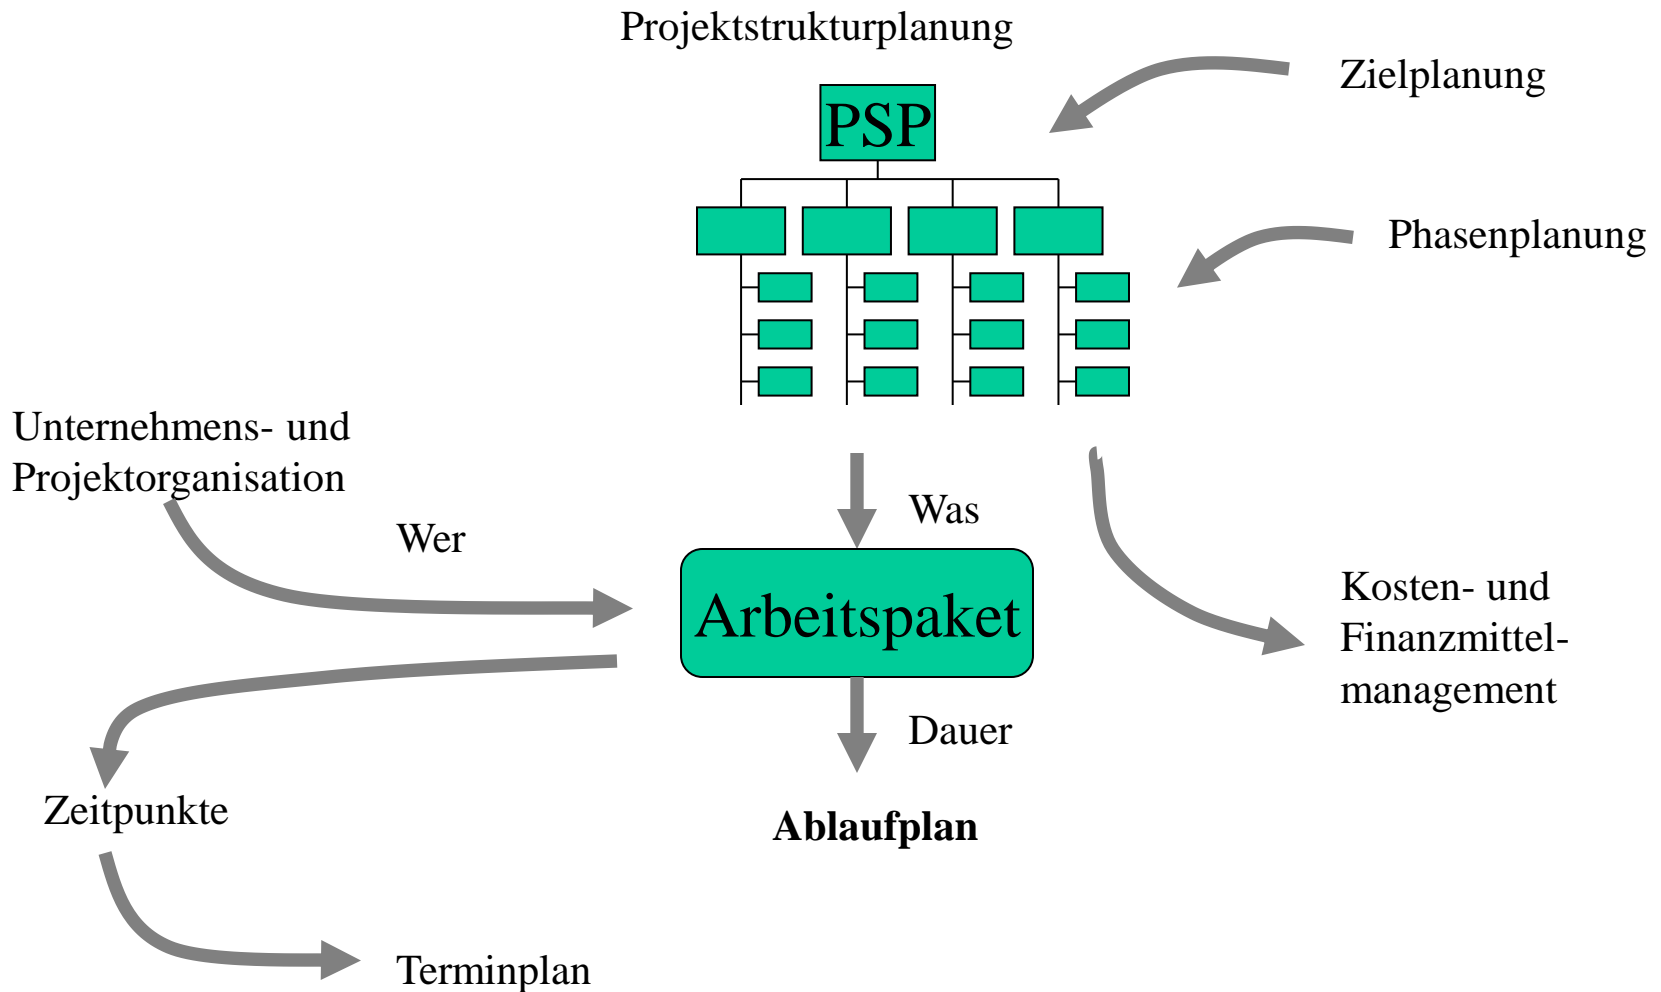 Projektstrukturplanung
Zielplanung
PSP
Phasenplanung
Unternehmens- und
Projektorganisation
Wer
Was
Arbeitspaket
Kosten- und
Finanzmittel-
management
Dauer
Zeitpunkte
Ablaufplan
Terminplan